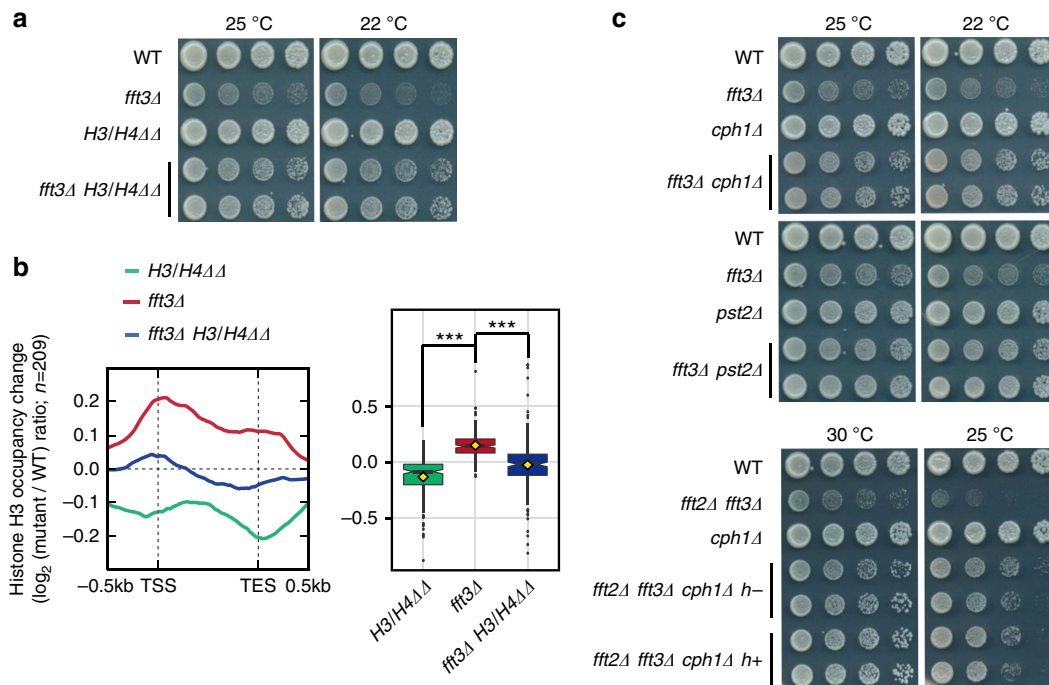 a
25 °C 22 °C
WT
fft3Δ
H3/H4ΔΔ
fft3Δ H3/H4ΔΔ
b
H3/H4ΔΔ
fft3Δ
fft3Δ H3/H4ΔΔ
Histone H3 occupancy change
(log2 (mutant / WT) ratio; n=209)
0.2
0.1
0.0
–0.1
–0.2
–0.5kb TSS TES 0.5kb
*** ***
0.5
0.0
–0.5
H3/H4ΔΔ
fft3Δ
fft3Δ H3/H4ΔΔ
c
25 °C 22 °C
WT
fft3Δ
cph1Δ
fft3Δ cph1Δ
WT
fft3Δ
pst2Δ
fft3Δ pst2Δ
30 °C 25 °C
WT
fft2Δ fft3Δ
cph1Δ
fft2Δ fft3Δ cph1Δ h–
fft2Δ fft3Δ cph1Δ h+